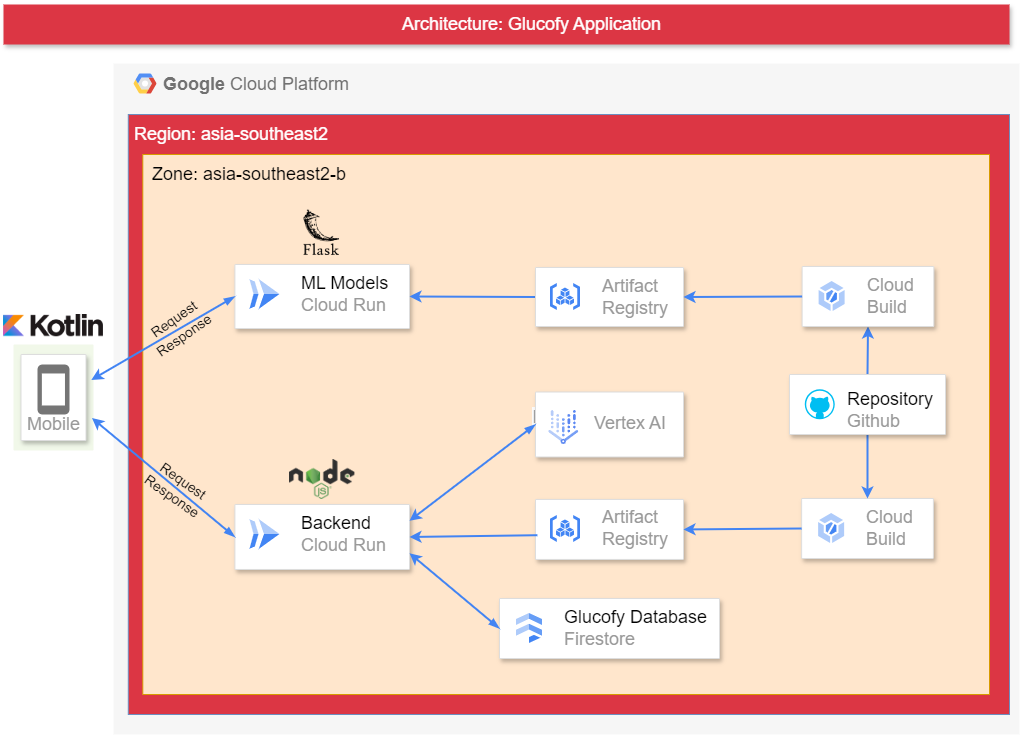 Architecture: Glucofy Application
Google Cloud Platform
Region: asia-southeast2
Zone: asia-southeast2-b
Flask
ML Models
Cloud Run
Artifact
Registry
Cloud
Build
Request
Response
Kotlin
Mobile
Repository
Github
Vertex AI
Request
Response
node
JS
Backend
Cloud Run
Artifact
Registry
Cloud
Build
Glucofy Database
Firestore